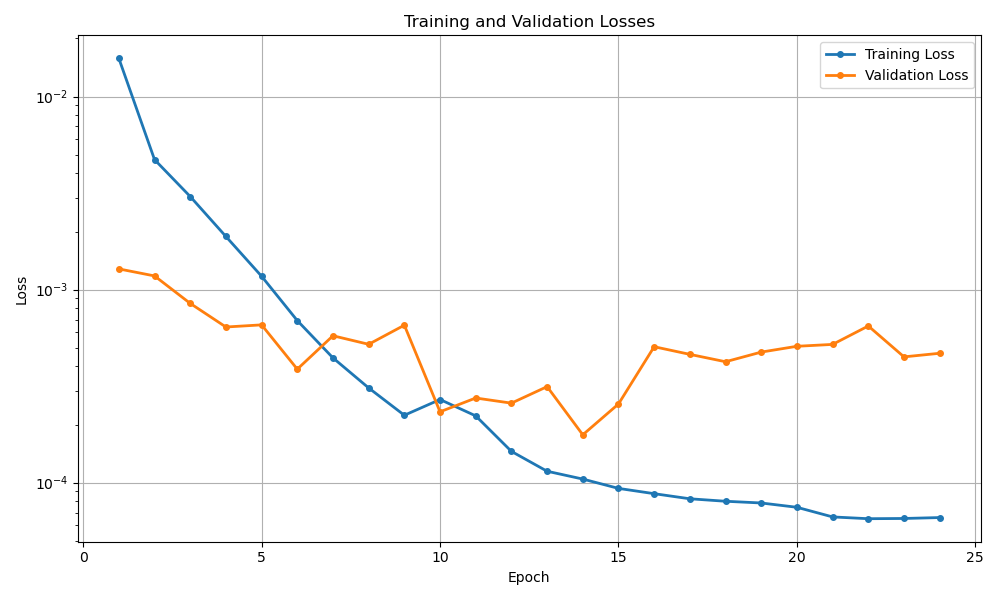 Training and Validation Losses
Training Loss
Validation Loss
10⁻²
10⁻³
10⁻⁴
Loss
0 5 10 15 20 25
Epoch